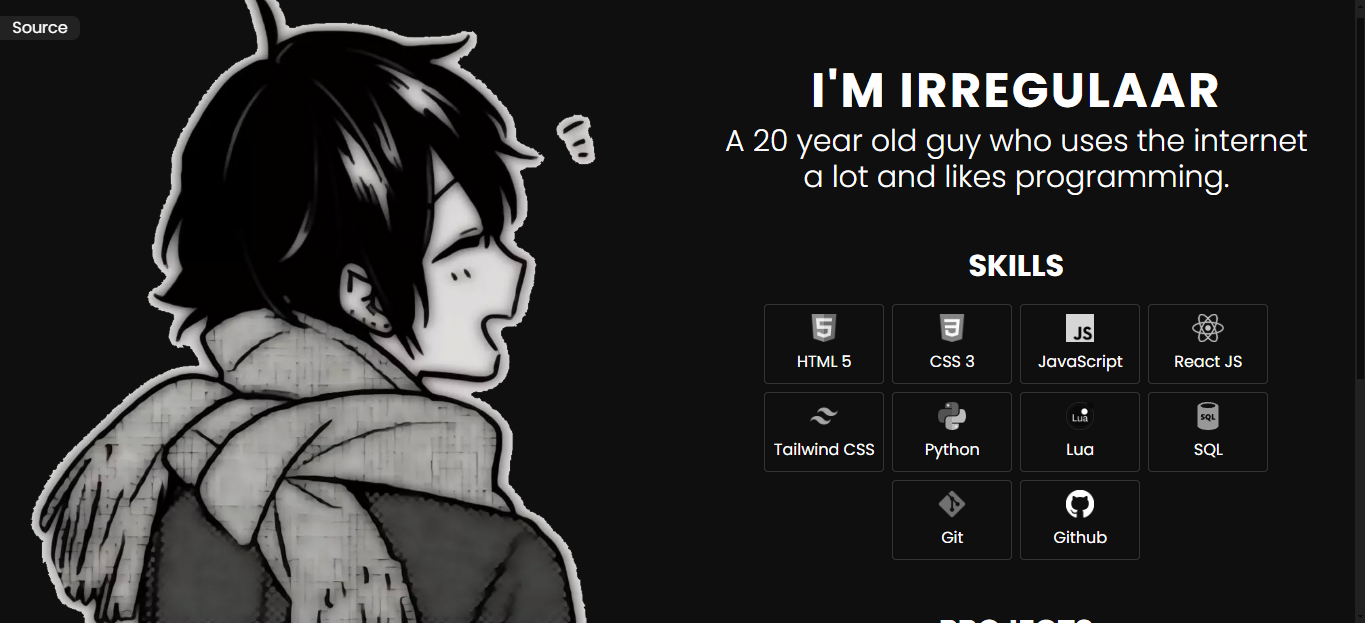 Source
I'M IRREGULAAR
A 20 year old guy who uses the internet
a lot and likes programming.
SKILLS
HTML 5
CSS 3
JS
JavaScript
React JS
Tailwind CSS
Python
Lua
Lua
SQL
SQL
Git
Github
PROJECTS